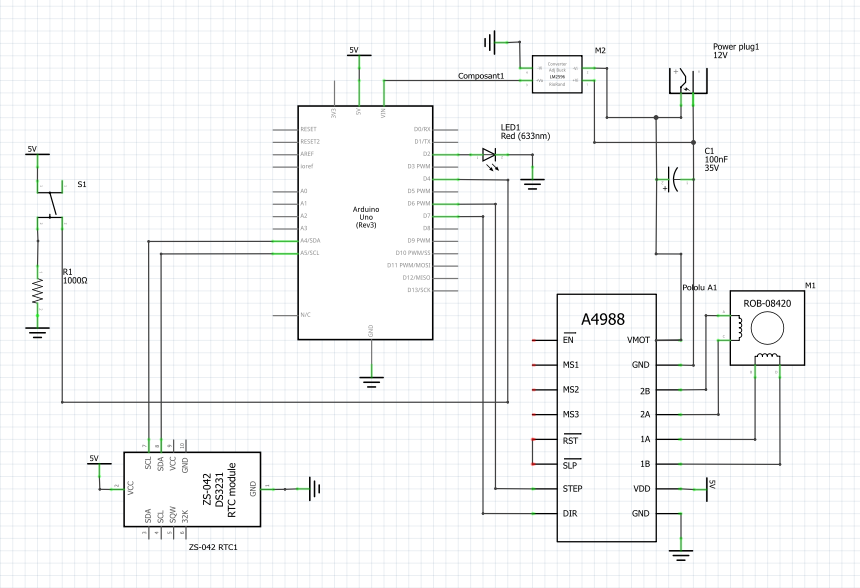 5V
M2
Converter
Adj Buck
LM2596
Power plug1
12V
Composant1
3V3
5V
VIN
RESET
RESET2
AREF
ioref
A0
A1
A2
A3
A4/SDA
A5/SCL
N/C
Arduino
Uno
(Rev3)
D0/RX
D1/TX
D2
D3 PWM
D4
D5 PWM
D6 PWM
D7
D8
D9 PWM
D10 PWM/SS
D11 PWM/MOSI
D12/MISO
D13/SCK
GND
LED1
Red (633nm)
C1
100nF
35V
5V
S1
R1
1000Ω
Pololu A1
A4988
EN
MS1
MS2
MS3
RST
SLP
STEP
DIR
VMOT
GND
2B
2A
1A
1B
VDD
GND
5V
M1
ROB-08420
5V
SCL
SDA
VCC
GND
VCC
ZS-042
DS3231
RTC module
GND
SDA
SCL
SQW
32K
ZS-042 RTC1